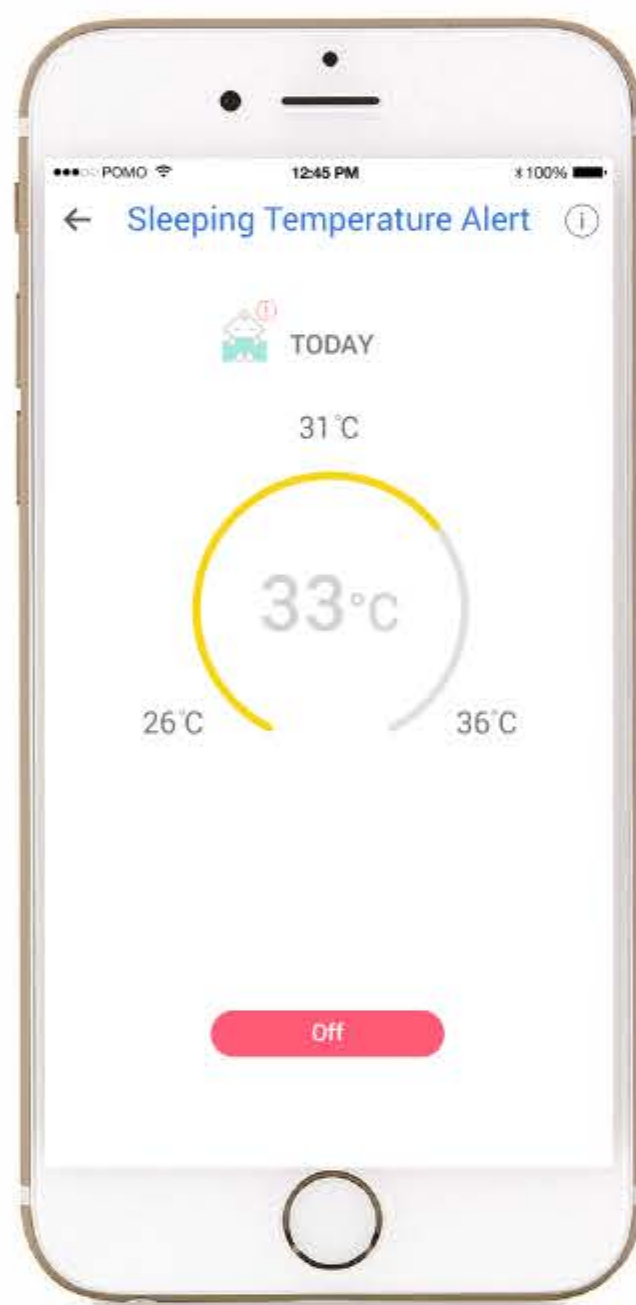 POMO 12:45 PM 100%
Sleeping Temperature Alert
TODAY
31°C
33°C
26°C 36°C
Off